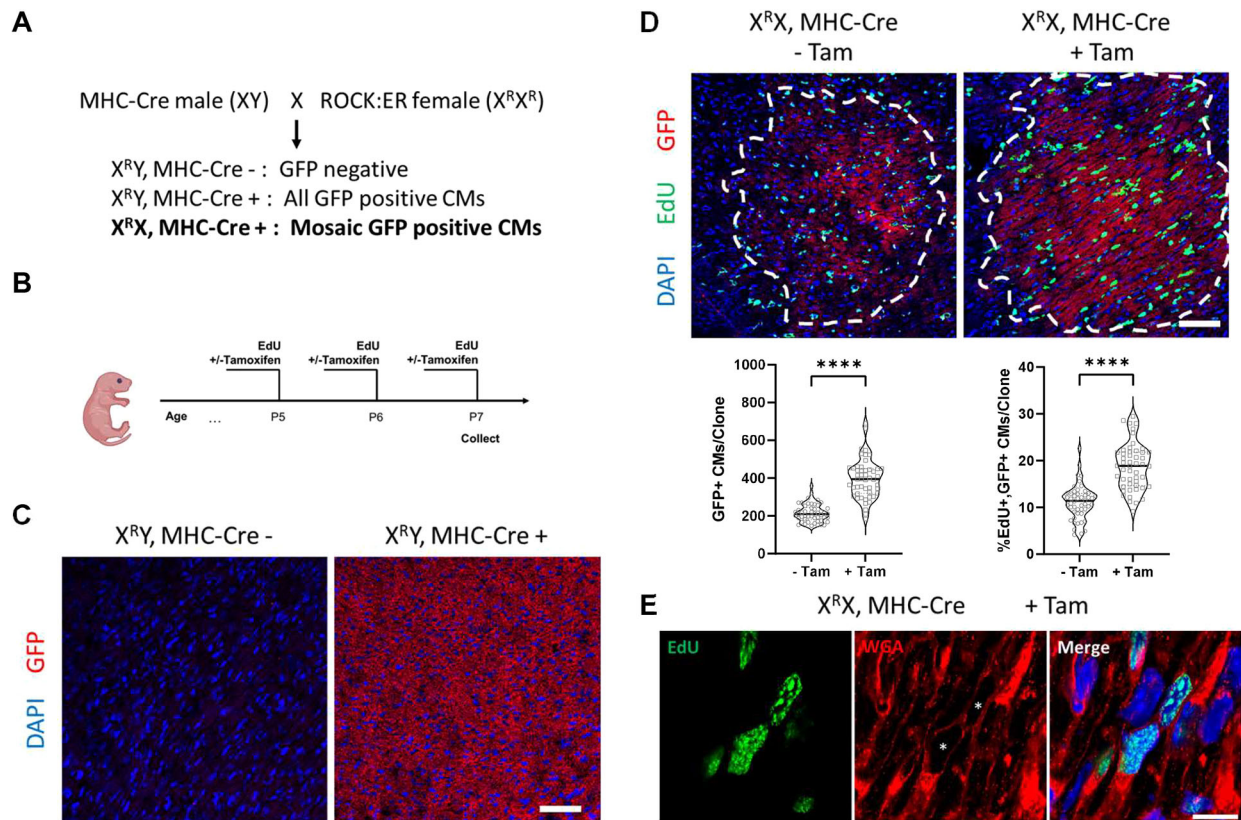 A
MHC-Cre male (XY) X ROCK:ER female (XᴿXᴿ)
XᴿY, MHC-Cre - : GFP negative
XᴿY, MHC-Cre + : All GFP positive CMs
XᴿX, MHC-Cre + : Mosaic GFP positive CMs
B
EdU
+/-Tamoxifen
EdU
+/-Tamoxifen
EdU
+/-Tamoxifen
Age ... P5 P6 P7
Collect
C
XᴿY, MHC-Cre -
XᴿY, MHC-Cre +
DAPI GFP
D
XᴿX, MHC-Cre
- Tam
XᴿX, MHC-Cre
+ Tam
DAPI EdU GFP
GFP+ CMs/Clone
1000
800
600
400
200
0
****
- Tam + Tam
%EdU+,GFP+ CMs/Clone
40
30
20
10
0
****
- Tam + Tam
E
XᴿX, MHC-Cre + Tam
EdU
WGA
*
*
Merge